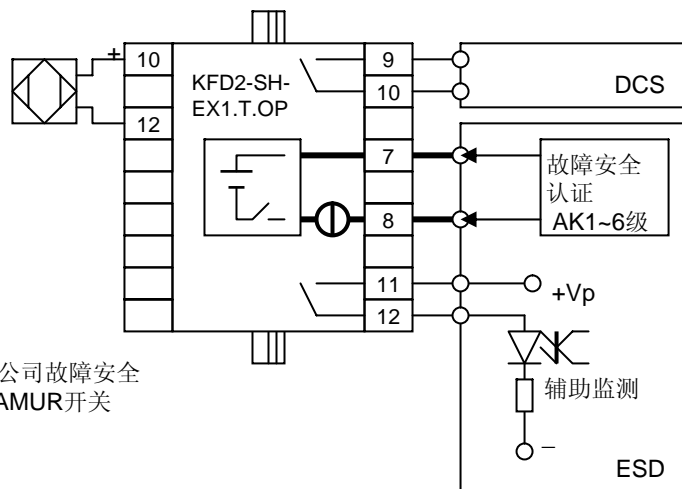 +
10
12
KFD2-SH-
EX1.T.OP
9
10
7
8
11
12
DCS
故障安全
认证
AK1~6级
+Vp
辅助监测
−
ESD
公司故障安全
AMUR开关